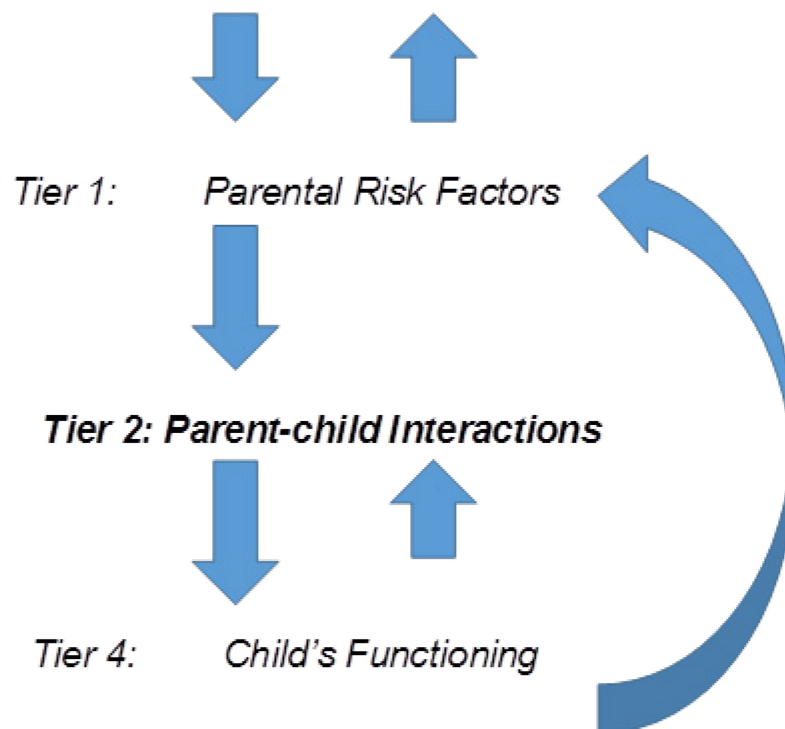 Tier 1: Parental Risk Factors
Tier 2: Parent-child Interactions
Tier 4: Child's Functioning